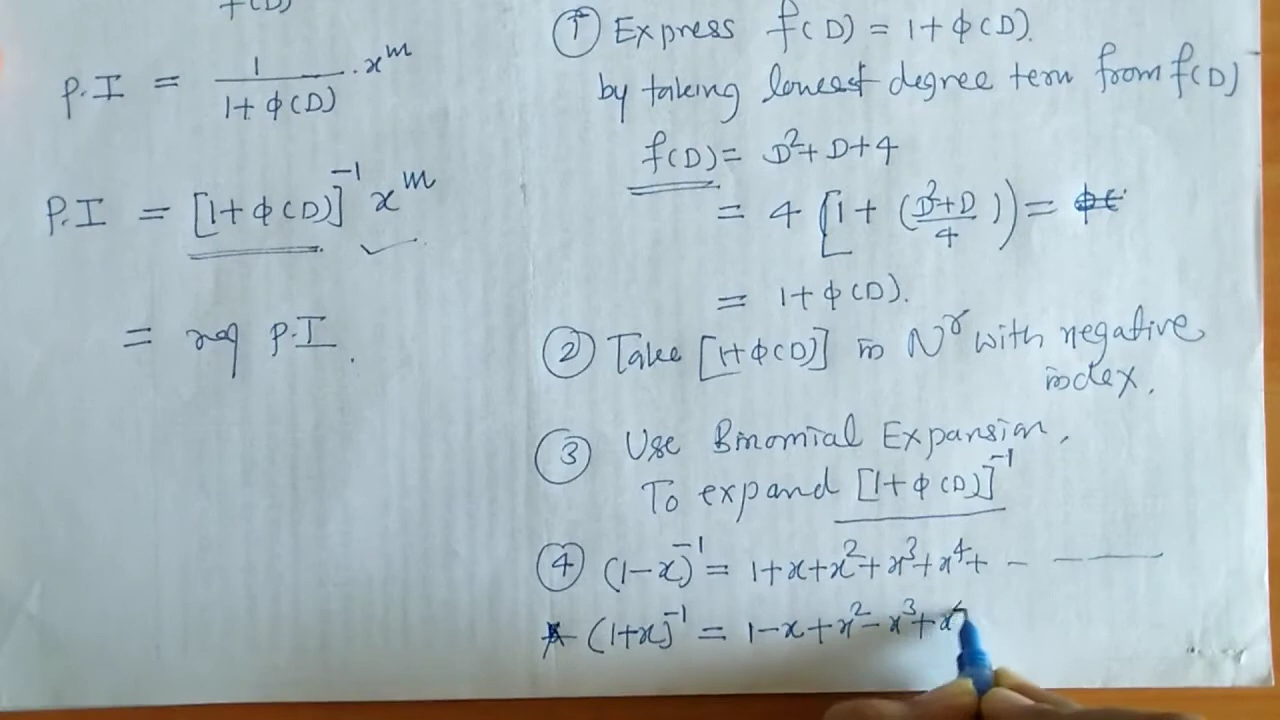 f(D)
P.I = 1/(1+φ(D)) . x^m
P.I = [1+φ(D)]^-1 x^m
= req P.I.
① Express f(D) = 1+φ(D).
by taking lowest degree term from f(D)
f(D) = D²+D+4
= 4 [1 + (D²+D/4)] =
= 1+φ(D).
② Take [1+φ(D)] in N^r with negative
index.
③ Use Binomial Expansion.
To expand [1+φ(D)]^-1
④ (1-x)^-1 = 1+x+x²+x³+x⁴+ - ——
* (1+x)^-1 = 1-x+x²-x³+x⁴